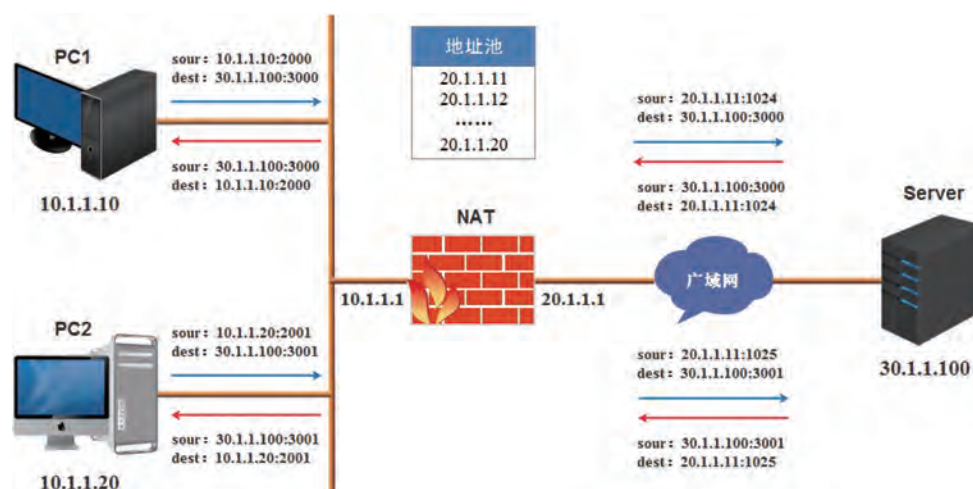 PC1
sour：10.1.1.10:2000
dest：30.1.1.100:3000
sour：30.1.1.100:3000
dest：10.1.1.10:2000
10.1.1.10
地址池
20.1.1.11
20.1.1.12
……
20.1.1.20
sour：20.1.1.11:1024
dest：30.1.1.100:3000
sour：30.1.1.100:3000
dest：20.1.1.11:1024
Server
NAT
10.1.1.1
20.1.1.1
广域网
30.1.1.100
PC2
sour：10.1.1.20:2001
dest：30.1.1.100:3001
sour：30.1.1.100:3001
dest：10.1.1.20:2001
10.1.1.20
sour：20.1.1.11:1025
dest：30.1.1.100:3001
sour：30.1.1.100:3001
dest：20.1.1.11:1025